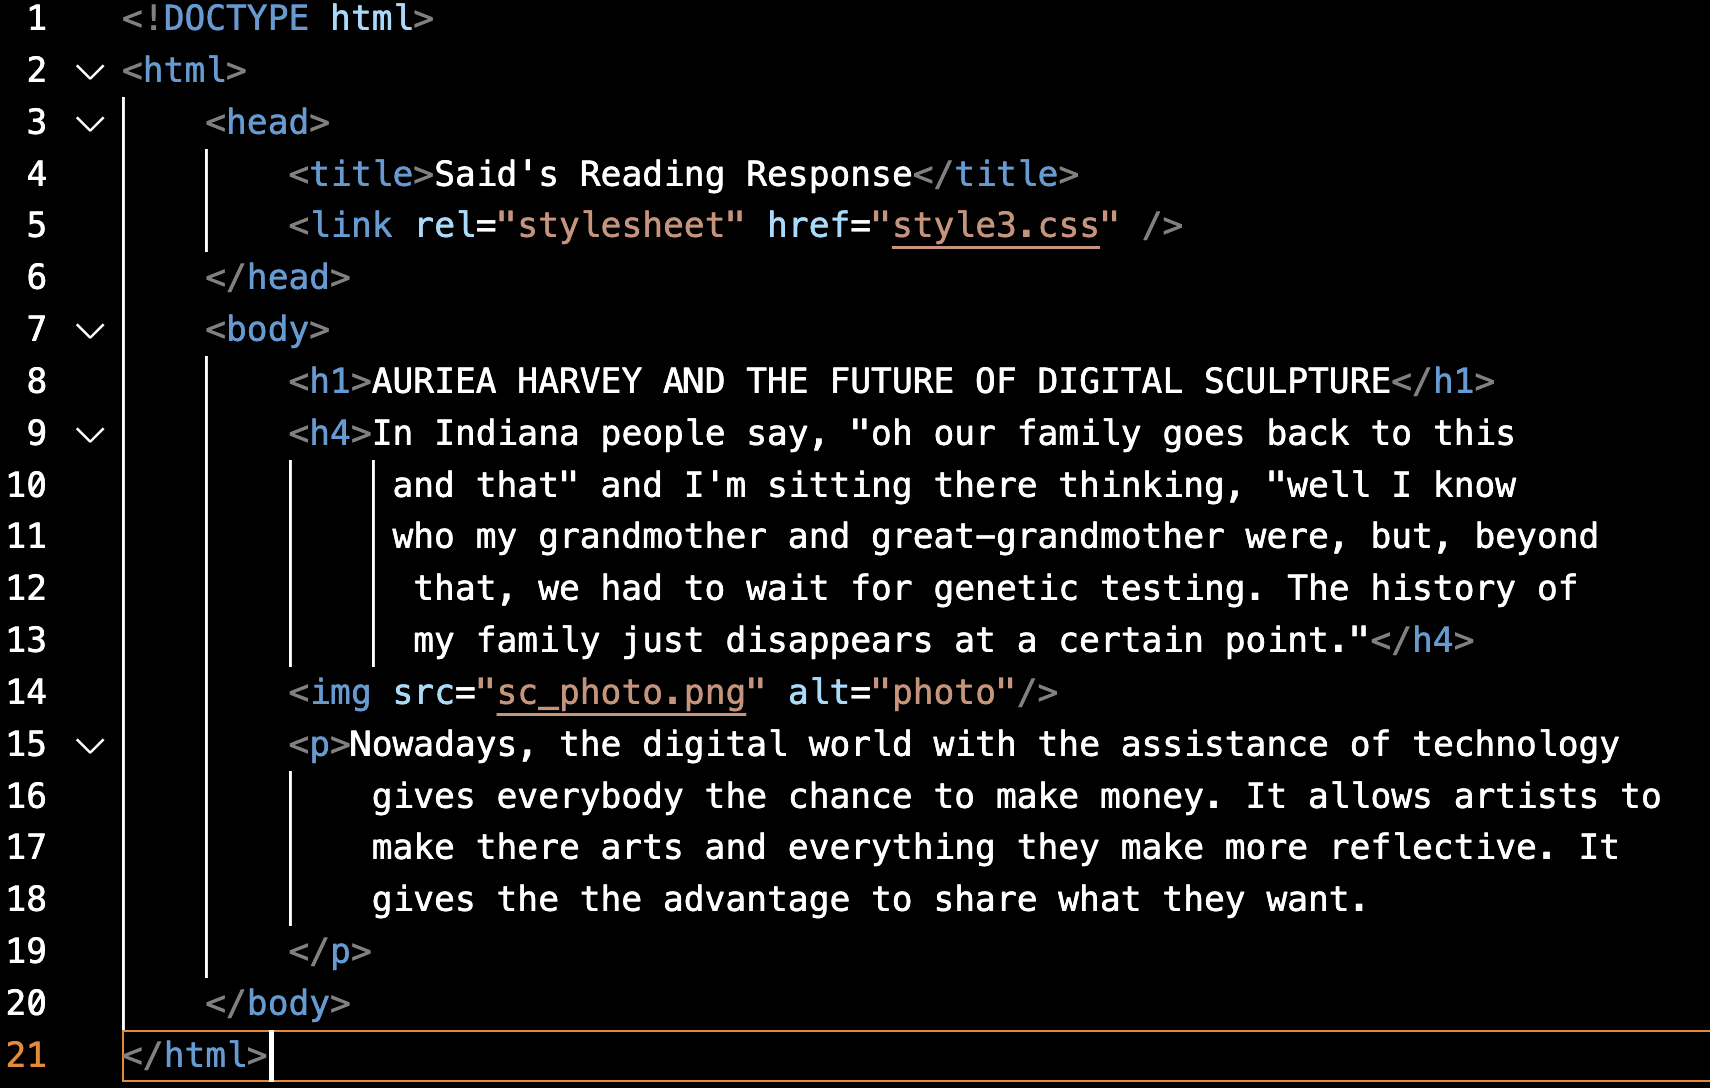 1 <!DOCTYPE html>
2 <html>
3 <head>
4 <title>Said's Reading Response</title>
5 <link rel="stylesheet" href="style3.css" />
6 </head>
7 <body>
8 <h1>AURIEA HARVEY AND THE FUTURE OF DIGITAL SCULPTURE</h1>
9 <h4>In Indiana people say, "oh our family goes back to this
10 and that" and I'm sitting there thinking, "well I know
11 who my grandmother and great-grandmother were, but, beyond
12 that, we had to wait for genetic testing. The history of
13 my family just disappears at a certain point."</h4>
14 <img src="sc_photo.png" alt="photo"/>
15 <p>Nowadays, the digital world with the assistance of technology
16 gives everybody the chance to make money. It allows artists to
17 make there arts and everything they make more reflective. It
18 gives the the advantage to share what they want.
19 </p>
20 </body>
21 </html>